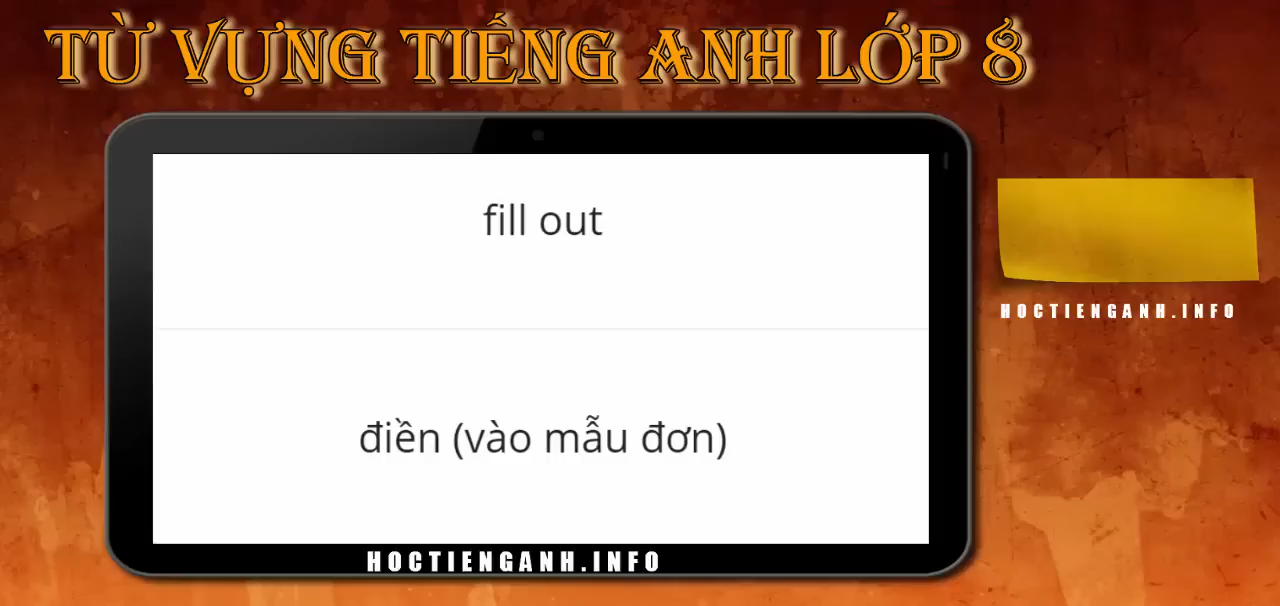 TỪ VỰNG TIẾNG ANH LỚP 8
fill out
điền (vào mẫu đơn)
HOCTIENGANH.INFO
HOCTIENGANH.INFO